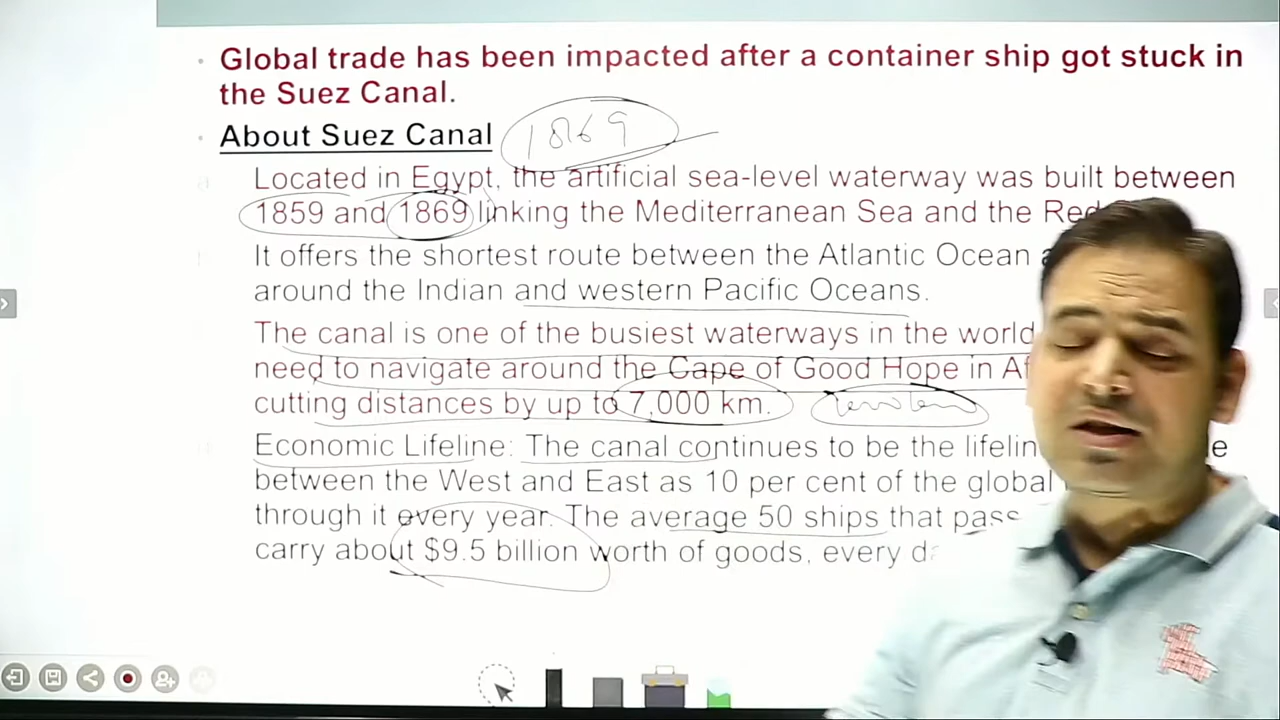 Global trade has been impacted after a container ship got stuck in
the Suez Canal.
About Suez Canal 1869
Located in Egypt, the artificial sea-level waterway was built between
1859 and 1869 linking the Mediterranean Sea and the Red
It offers the shortest route between the Atlantic Ocean
around the Indian and western Pacific Oceans.
The canal is one of the busiest waterways in the world
need to navigate around the Cape of Good Hope in
cutting distances by up to 7,000 km.
Economic Lifeline: The canal continues to be the
between the West and East as 10 per cent of the global
through it every year. The average 50 ships that pass
carry about $9.5 billion worth of goods, every